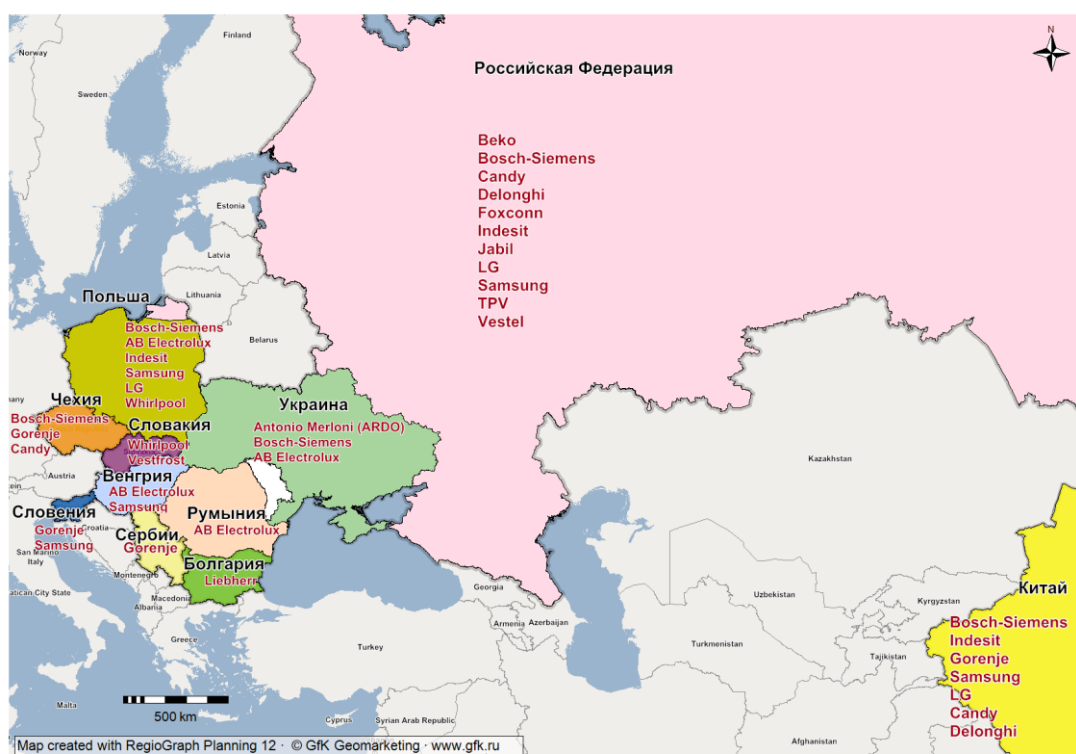 Finland
Norway
N
Российская Федерация
Sweden
Beko
Bosch-Siemens
Candy
Delonghi
Foxconn
Indesit
Jabil
LG
Samsung
TPV
Vestel
Estonia
Latvia
Lithuania
Belarus
Польша
Bosch-Siemens
AB Electrolux
Indesit
Samsung
LG
Whirlpool
many
Чехия
Bosch-Siemens
Gorenje
Candy
Словакия
Whirlpool
Vestfrost
Украина
Antonio Merloni (ARDO)
Bosch-Siemens
AB Electrolux
Kazakhstan
Austria
Венгрия
AB Electrolux
Samsung
Словения
Gorenje
Samsung
Croatia
Сербии
Gorenje
Румыния
AB Electrolux
Болгария
Liebherr
San Marino
Italy
Montenegro
atican City State
Macedonia
Albania
Greece
Georgia
Armenia
Azerbaijan
Turkey
Uzbekistan
Kyrgyzstan
Turkmenistan
Tajikistan
Китай
Bosch-Siemens
Indesit
Gorenje
Samsung
LG
Candy
Delonghi
Malta
500 km
Cyprus
Syrian Arab Republic
Afghanistan
Map created with RegioGraph Planning 12 · © GfK Geomarketing · www.gfk.ru